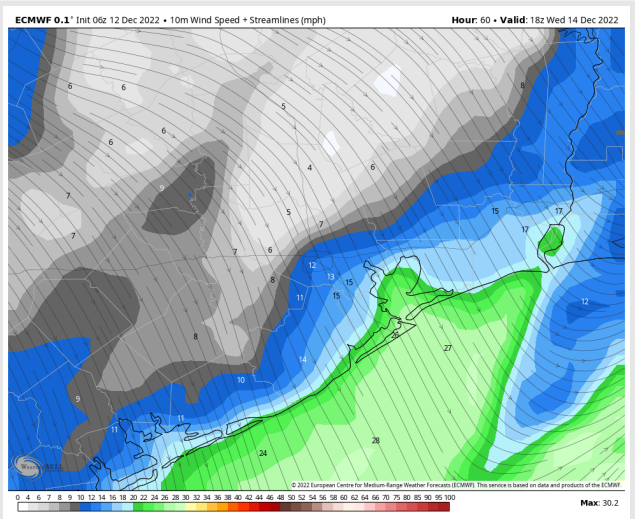 ECMWF 0.1° Init 06z 12 Dec 2022 • 10m Wind Speed + Streamlines (mph) Hour: 60 • Valid: 18z Wed 14 Dec 2022
6 6 8
5
6
6
9 4 6
7
5 15 17
7 7 17
7 6
12
8 13
15
11 15 12
26
8 27
14
10
9
11
11
28
24
WeatherBELL
© 2022 European Centre for Medium-Range Weather Forecasts (ECMWF). This service is based on data and products of the ECMWF.
0 4 6 7 8 9 10 12 14 16 18 20 22 24 26 28 30 32 34 36 38 40 42 44 46 48 50 52 54 56 58 60 62 64 66 68 70 75 80 85 90 95 100
Max: 30.2